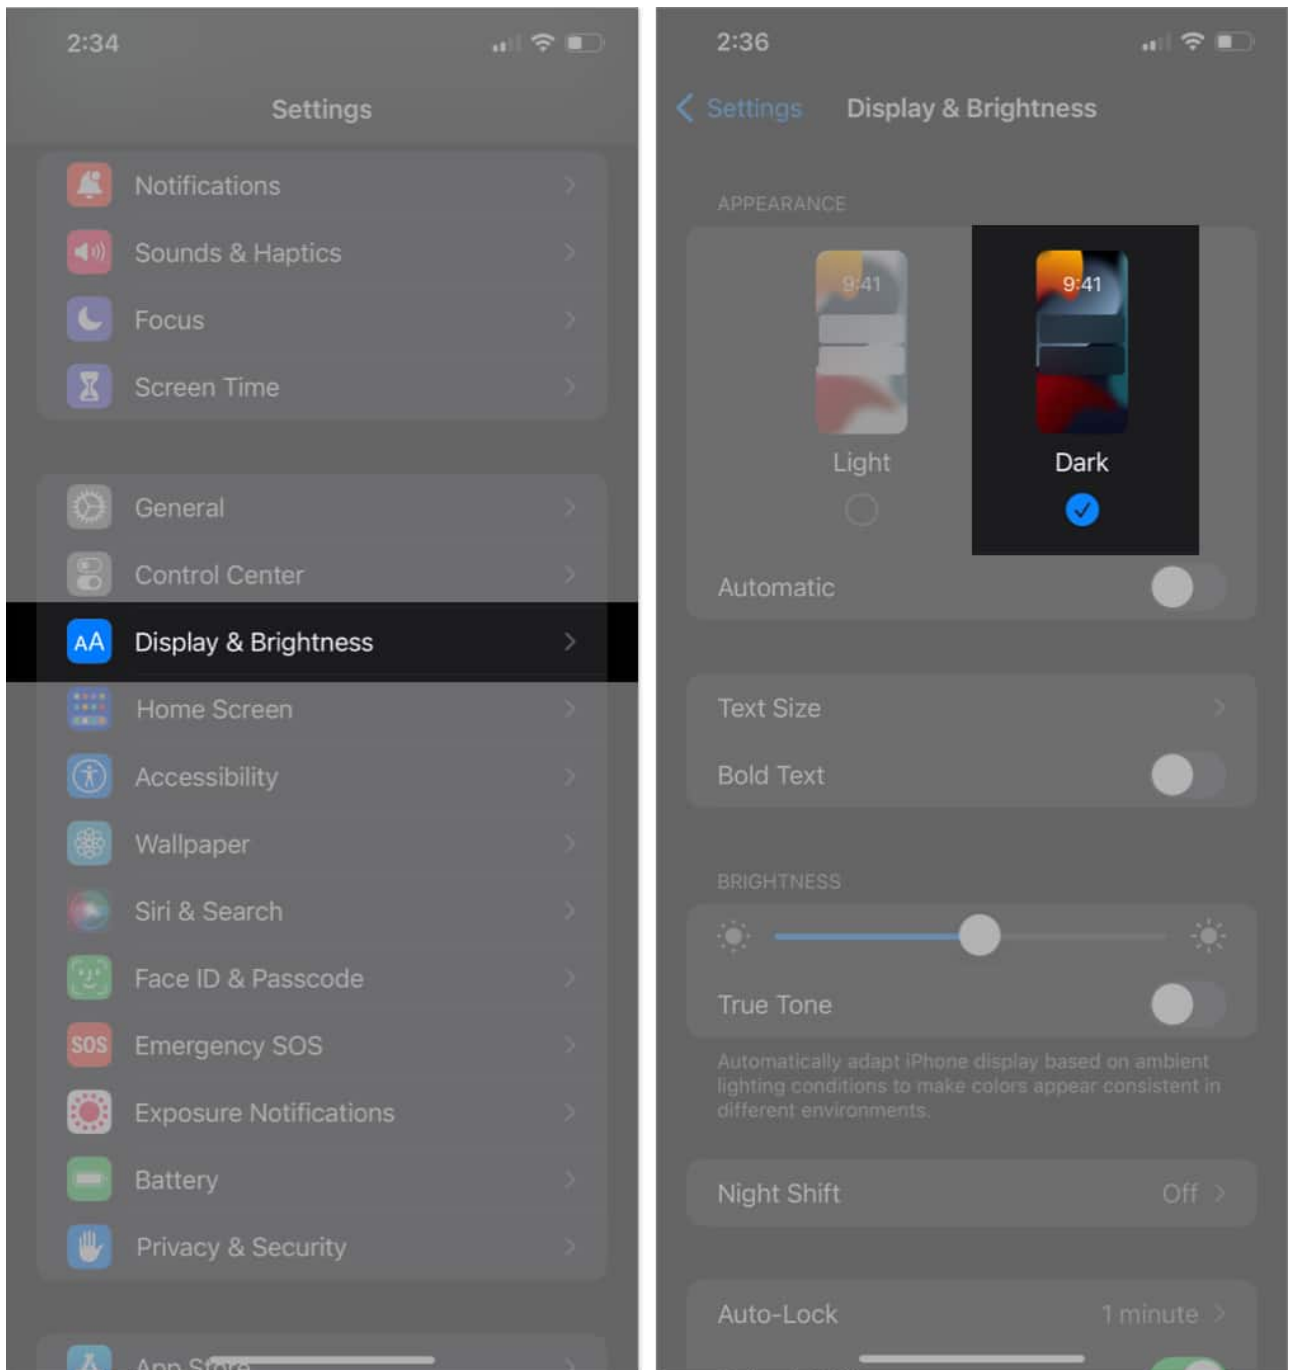 2:34
Settings
Notifications
Sounds & Haptics
Focus
Screen Time
General
Control Center
AA Display & Brightness
Home Screen
Accessibility
Wallpaper
Siri & Search
Face ID & Passcode
SOS Emergency SOS
Exposure Notifications
Battery
Privacy & Security
App Store
2:36
Settings Display & Brightness
APPEARANCE
9:41 9:41
Light Dark
Automatic
Text Size
Bold Text
BRIGHTNESS
True Tone
Automatically adapt iPhone display based on ambient
lighting conditions to make colors appear consistent in
different environments.
Night Shift Off
Auto-Lock 1 minute